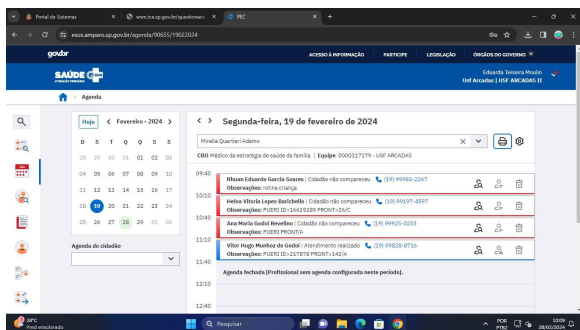 Portal de Sistemas
www.tce.sp.gov.br/questionario
PEC
esus.amparo.sp.gov.br/agenda/90655/19022024
gov.br
ACESSO À INFORMAÇÃO PARTICIPE LEGISLAÇÃO ÓRGÃOS DO GOVERNO
SAÚDE
ATENÇÃO PRIMÁRIA
Eduarda Teixeira Moulin
Usf Arcadas | USF ARCADAS II
Agenda
Hoje Fevereiro - 2024
D S T Q Q S S
28 29 30 31 01 02 03
04 05 06 07 08 09 10
11 12 13 14 15 16 17
18 19 20 21 22 23 24
25 26 27 28 29 01 02
Agenda do cidadão
Segunda-feira, 19 de fevereiro de 2024
Mirella Quartieri Adamo
CBO Médico da estratégia de saúde da família | Equipe 0000317179 - USF ARCADAS
09:40
Rhuan Eduardo Garcia Soares | Cidadão não compareceu (19) 99983-2267
Observações: rotina criança
10:10
Heloa Vitoria Lopes Barichello | Cidadão não compareceu (19) 99197-4597
Observações: PUERI ID>16619289 PRONT>26/C
10:40
Ana Maria Godoi Revelino | Cidadão não compareceu (19) 99925-0233
Observações: PUERI PRONT/A
11:10
Vitor Hugo Munhoz de Godoi | Atendimento realizado (19) 99828-8716
Observações: PUERI ID>217878 PRONT>142/A
11:40
Agenda fechada [Profissional sem agenda configurada neste período].
12:10
12:40
28°C
Pred ensolarado
Pesquisar
POR
PTB2
10:09
28/02/2024